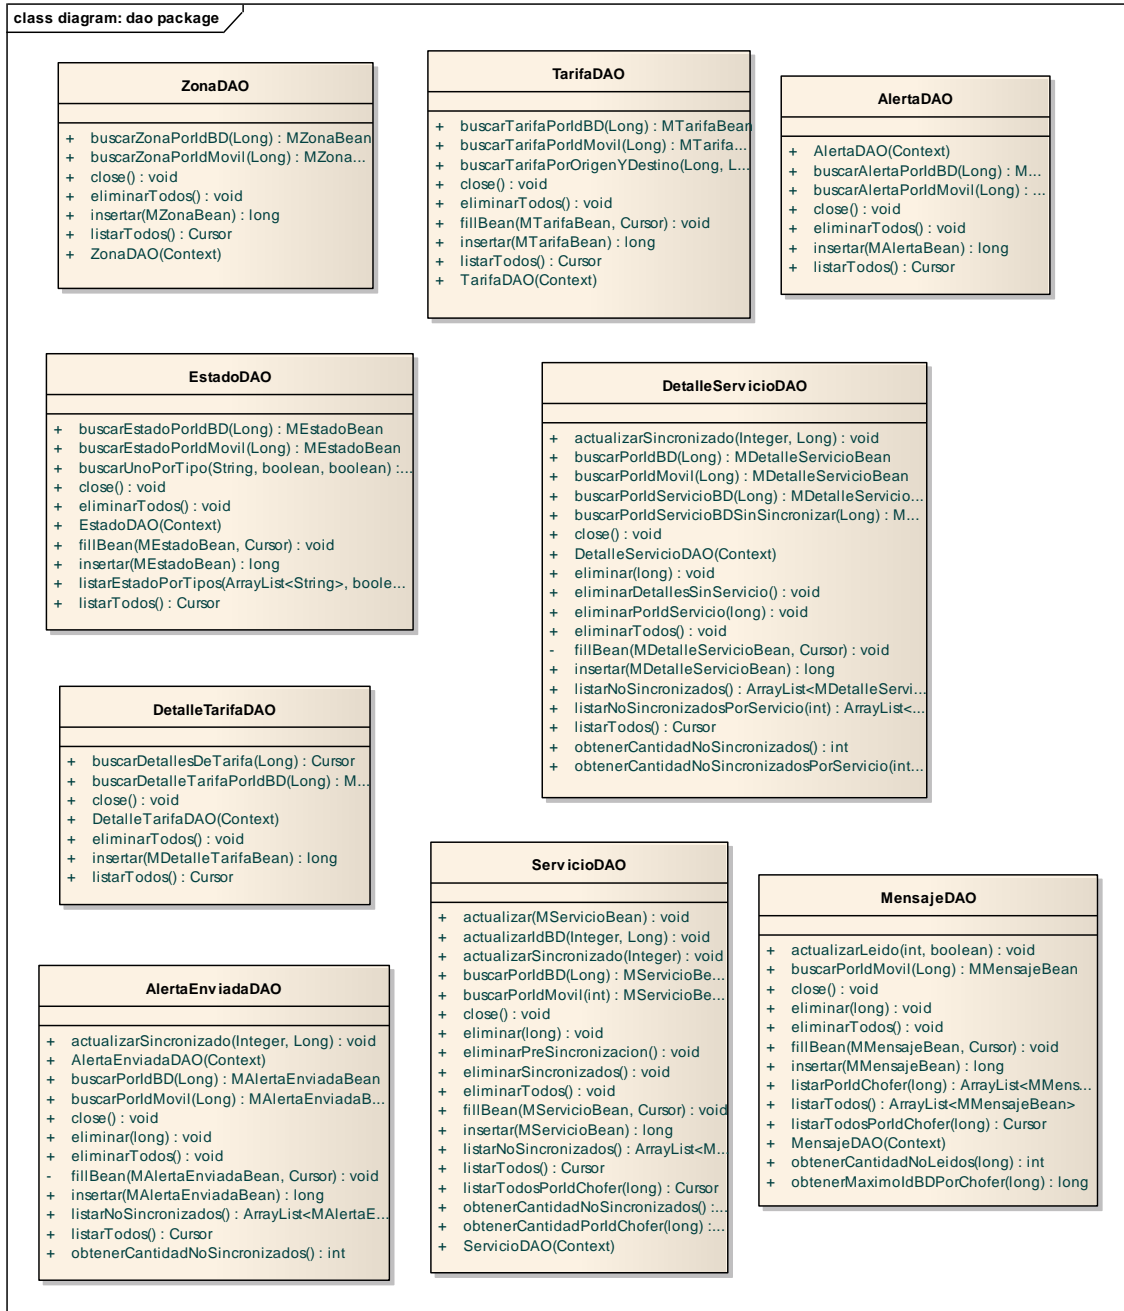 class diagram: dao package
ZonaDAO
+ buscarZonaPorIdBD(Long) : MZonaBean
+ buscarZonaPorIdMovil(Long) : MZona...
+ close() : void
+ eliminarTodos() : void
+ insertar(MZonaBean) : long
+ listarTodos() : Cursor
+ ZonaDAO(Context)
TarifaDAO
+ buscarTarifaPorIdBD(Long) : MTarifaBean
+ buscarTarifaPorIdMovil(Long) : MTarifa...
+ buscarTarifaPorOrigenYDestino(Long, L...
+ close() : void
+ eliminarTodos() : void
+ fillBean(MTarifaBean, Cursor) : void
+ insertar(MTarifaBean) : long
+ listarTodos() : Cursor
+ TarifaDAO(Context)
AlertaDAO
+ AlertaDAO(Context)
+ buscarAlertaPorIdBD(Long) : M...
+ buscarAlertaPorIdMovil(Long) : ...
+ close() : void
+ eliminarTodos() : void
+ insertar(MAlertaBean) : long
+ listarTodos() : Cursor
EstadoDAO
+ buscarEstadoPorIdBD(Long) : MEstadoBean
+ buscarEstadoPorIdMovil(Long) : MEstadoBean
+ buscarUnoPorTipo(String, boolean, boolean) :...
+ close() : void
+ eliminarTodos() : void
+ EstadoDAO(Context)
+ fillBean(MEstadoBean, Cursor) : void
+ insertar(MEstadoBean) : long
+ listarEstadoPorTipos(ArrayList<String>, boole...
+ listarTodos() : Cursor
DetalleServicioDAO
+ actualizarSincronizado(Integer, Long) : void
+ buscarPorIdBD(Long) : MDetalleServicioBean
+ buscarPorIdMovil(Long) : MDetalleServicioBean
+ buscarPorIdServicioBD(Long) : MDetalleServicio...
+ buscarPorIdServicioBDSinSincronizar(Long) : M...
+ close() : void
+ DetalleServicioDAO(Context)
+ eliminar(long) : void
+ eliminarDetallesSinServicio() : void
+ eliminarPorIdServicio(long) : void
+ eliminarTodos() : void
- fillBean(MDetalleServicioBean, Cursor) : void
+ insertar(MDetalleServicioBean) : long
+ listarNoSincronizados() : ArrayList<MDetalleServi...
+ listarNoSincronizadosPorServicio(int) : ArrayList<...
+ listarTodos() : Cursor
+ obtenerCantidadNoSincronizados() : int
+ obtenerCantidadNoSincronizadosPorServicio(int...
DetalleTarifaDAO
+ buscarDetallesDeTarifa(Long) : Cursor
+ buscarDetalleTarifaPorIdBD(Long) : M...
+ close() : void
+ DetalleTarifaDAO(Context)
+ eliminarTodos() : void
+ insertar(MDetalleTarifaBean) : long
+ listarTodos() : Cursor
ServicioDAO
+ actualizar(MServicioBean) : void
+ actualizarIdBD(Integer, Long) : void
+ actualizarSincronizado(Integer) : void
+ buscarPorIdBD(Long) : MServicioBe...
+ buscarPorIdMovil(int) : MServicioBe...
+ close() : void
+ eliminar(long) : void
+ eliminarPreSincronizacion() : void
+ eliminarSincronizados() : void
+ eliminarTodos() : void
+ fillBean(MServicioBean, Cursor) : void
+ insertar(MServicioBean) : long
+ listarNoSincronizados() : ArrayList<M...
+ listarTodos() : Cursor
+ listarTodosPorIdChofer(long) : Cursor
+ obtenerCantidadNoSincronizados() :...
+ obtenerCantidadPorIdChofer(long) :...
+ ServicioDAO(Context)
MensajeDAO
+ actualizarLeido(int, boolean) : void
+ buscarPorIdMovil(Long) : MMensajeBean
+ close() : void
+ eliminar(long) : void
+ eliminarTodos() : void
+ fillBean(MMensajeBean, Cursor) : void
+ insertar(MMensajeBean) : long
+ listarPorIdChofer(long) : ArrayList<MMens...
+ listarTodos() : ArrayList<MMensajeBean>
+ listarTodosPorIdChofer(long) : Cursor
+ MensajeDAO(Context)
+ obtenerCantidadNoLeidos(long) : int
+ obtenerMaximoIdBDPorChofer(long) : long
AlertaEnviadaDAO
+ actualizarSincronizado(Integer, Long) : void
+ AlertaEnviadaDAO(Context)
+ buscarPorIdBD(Long) : MAlertaEnviadaBean
+ buscarPorIdMovil(Long) : MAlertaEnviadaB...
+ close() : void
+ eliminar(long) : void
+ eliminarTodos() : void
- fillBean(MAlertaEnviadaBean, Cursor) : void
+ insertar(MAlertaEnviadaBean) : long
+ listarNoSincronizados() : ArrayList<MAlertaE...
+ listarTodos() : Cursor
+ obtenerCantidadNoSincronizados() : int